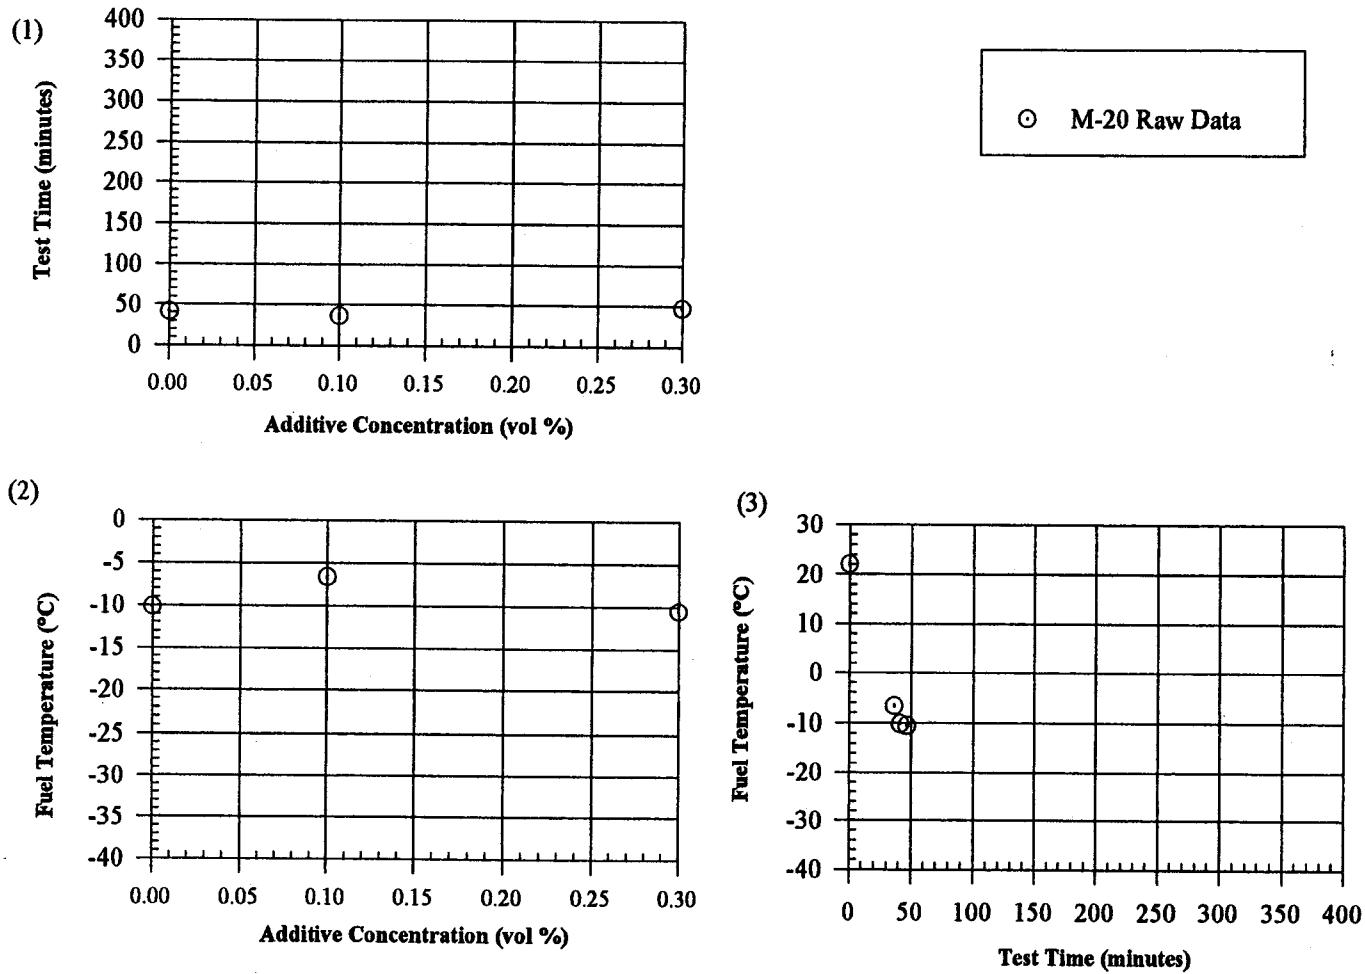 (1)
400
350
300
250
200
150
100
50
0
Test Time (minutes)
0.00 0.05 0.10 0.15 0.20 0.25 0.30
Additive Concentration (vol %)
M-20 Raw Data
(2)
0
-5
-10
-15
-20
-25
-30
-35
-40
Fuel Temperature (°C)
0.00 0.05 0.10 0.15 0.20 0.25 0.30
Additive Concentration (vol %)
(3)
30
20
10
0
-10
-20
-30
-40
Fuel Temperature (°C)
0 50 100 150 200 250 300 350 400
Test Time (minutes)